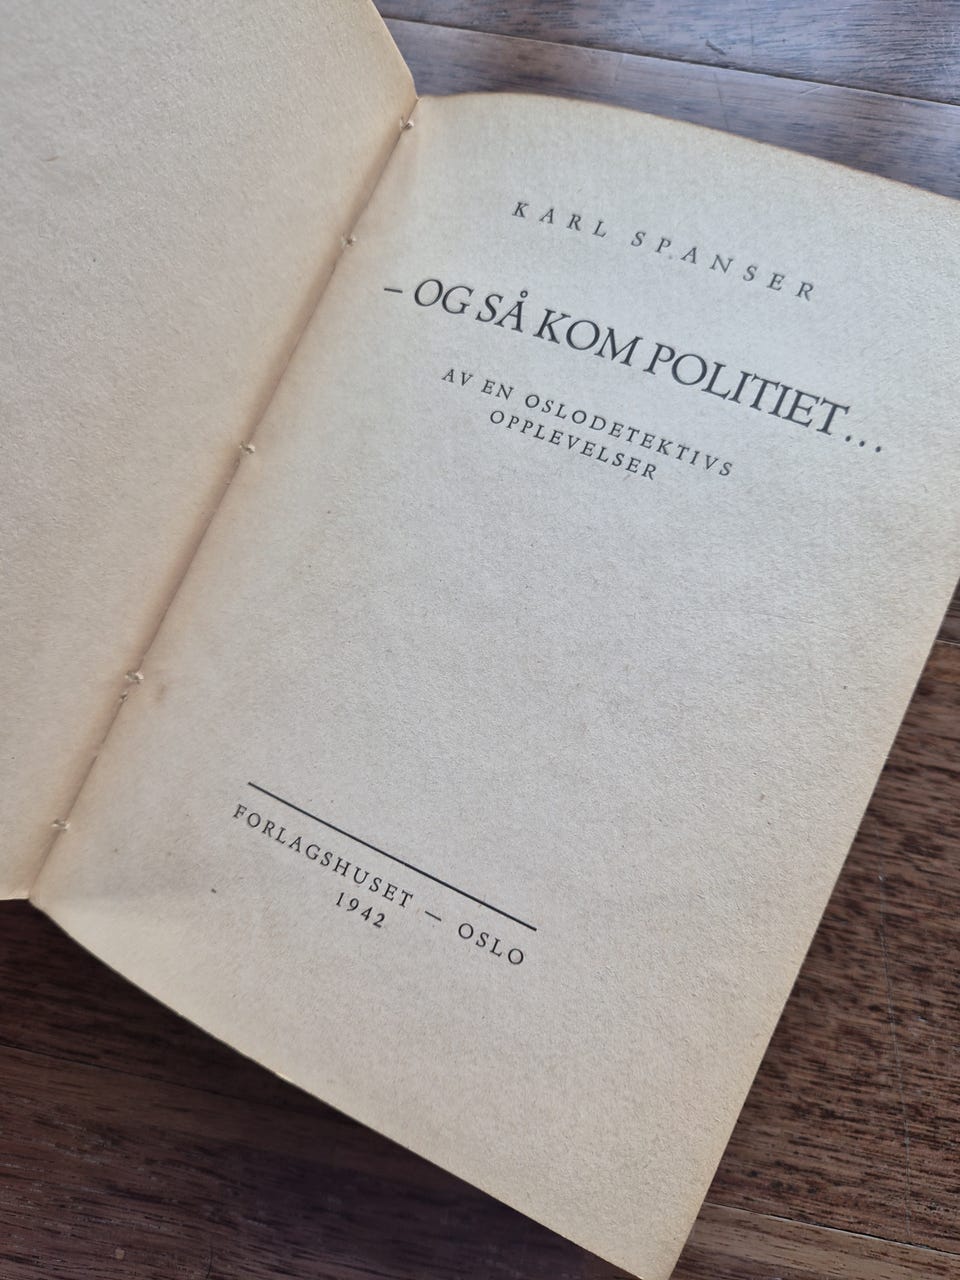 KARL SPANSER
– OG SÅ KOM POLITIET...
AV EN OSLODETEKTIVS
OPPLEVELSER
FORLAGSHUSET — OSLO
1942